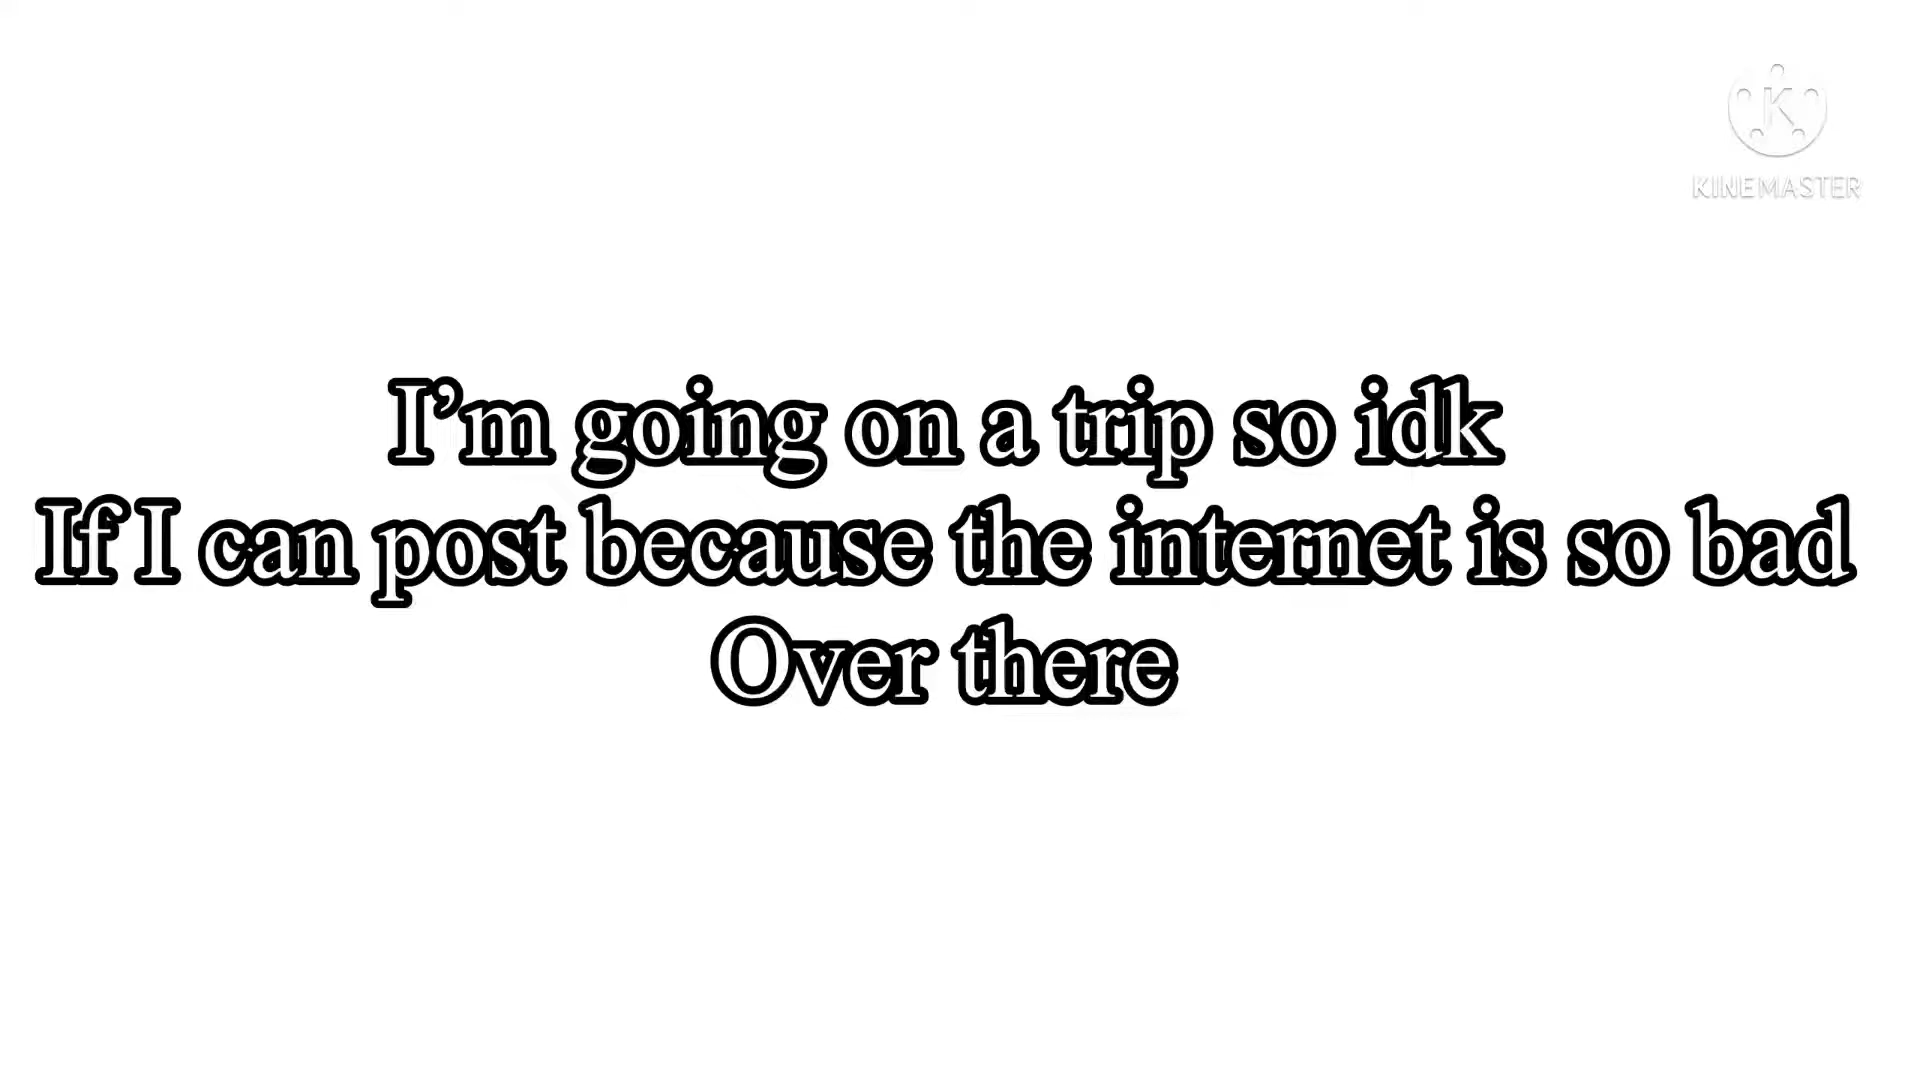 KINEMASTER
I’m going on a trip so idk
If I can post because the internet is so bad
Over there